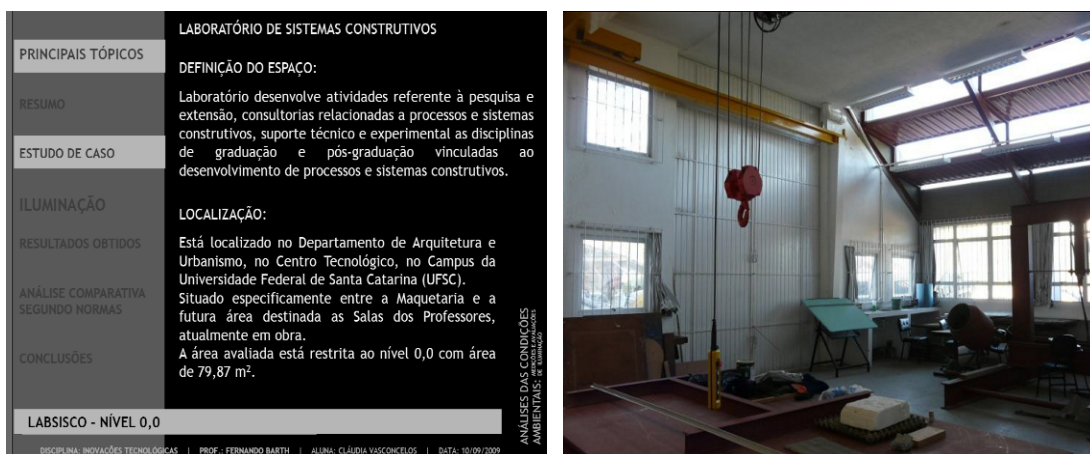 PRINCIPAIS TÓPICOS
RESUMO
ESTUDO DE CASO
ILUMINAÇÃO
RESULTADOS OBTIDOS
ANÁLISE COMPARATIVA
SEGUNDO NORMAS
CONCLUSÕES
LABORATÓRIO DE SISTEMAS CONSTRUTIVOS
DEFINIÇÃO DO ESPAÇO:
Laboratório desenvolve atividades referente à pesquisa e
extensão, consultorias relacionadas a processos e sistemas
construtivos, suporte técnico e experimental as disciplinas
de graduação e pós-graduação vinculadas ao
desenvolvimento de processos e sistemas construtivos.
LOCALIZAÇÃO:
Está localizado no Departamento de Arquitetura e
Urbanismo, no Centro Tecnológico, no Campus da
Universidade Federal de Santa Catarina (UFSC).
Situado especificamente entre a Maquetaria e a
futura área destinada as Salas dos Professores,
atualmente em obra.
A área avaliada está restrita ao nível 0,0 com área
de 79,87 m².
ANÁLISES DAS CONDIÇÕES
AMBIENTAIS: MEDIÇÕES E AVALIAÇÕES
DE ILUMINAÇÃO
LABSISCO - NÍVEL 0,0
DISCIPLINA: INOVAÇÕES TECNOLÓGICAS | PROF.: FERNANDO BARTH | ALUNA: CLÁUDIA VASCONCELOS | DATA: 10/09/2009